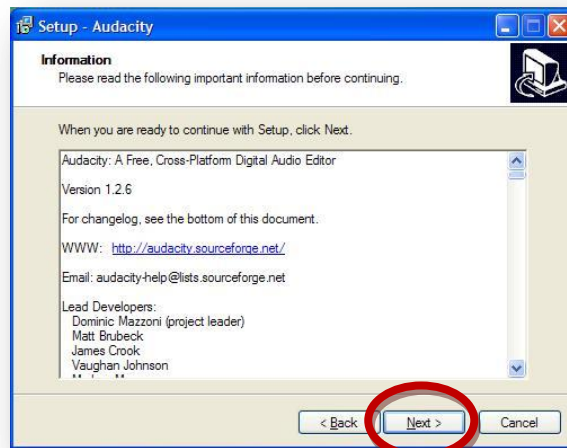 Setup - Audacity
Information
Please read the following important information before continuing.
When you are ready to continue with Setup, click Next.
Audacity: A Free, Cross-Platform Digital Audio Editor
Version 1.2.6
For changelog, see the bottom of this document.
WWW: http://audacity.sourceforge.net/
Email: audacity-help@lists.sourceforge.net
Lead Developers:
Dominic Mazzoni (project leader)
Matt Brubeck
James Crook
Vaughan Johnson
< Back Next > Cancel